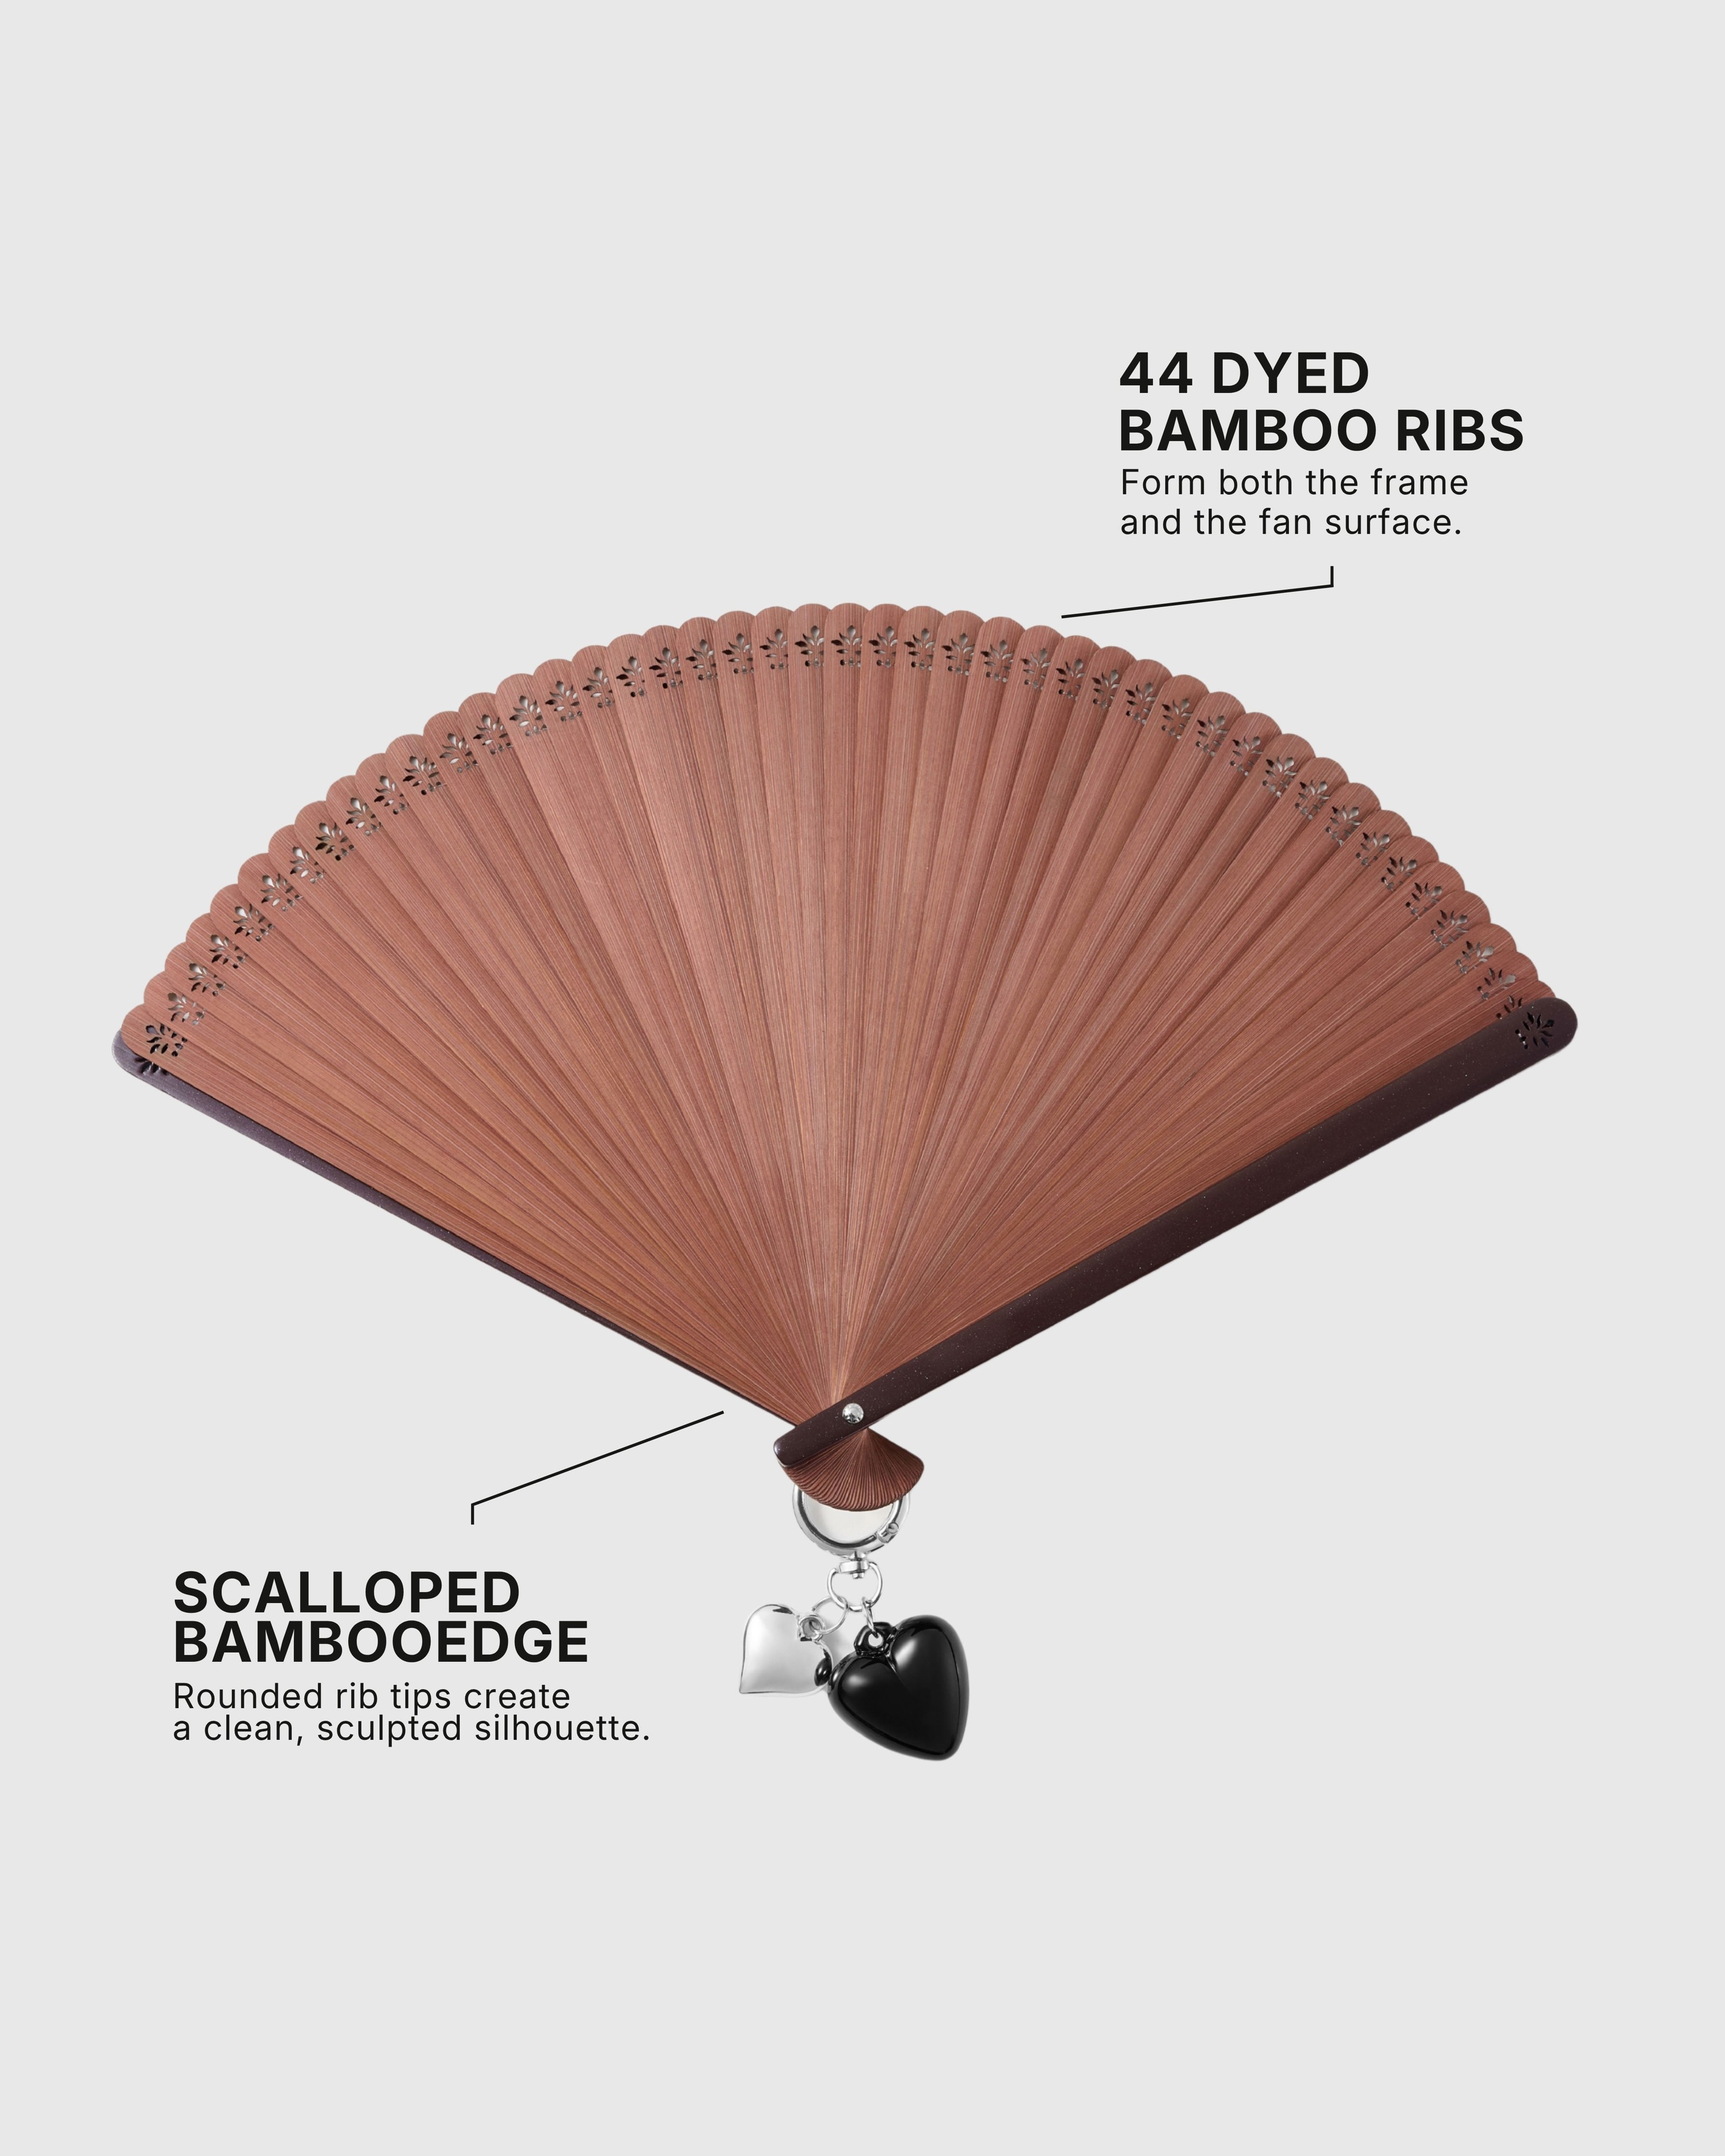 44 DYED
BAMBOO RIBS
Form both the frame
and the fan surface.
SCALLOPED
BAMBOOEDGE
Rounded rib tips create
a clean, sculpted silhouette.